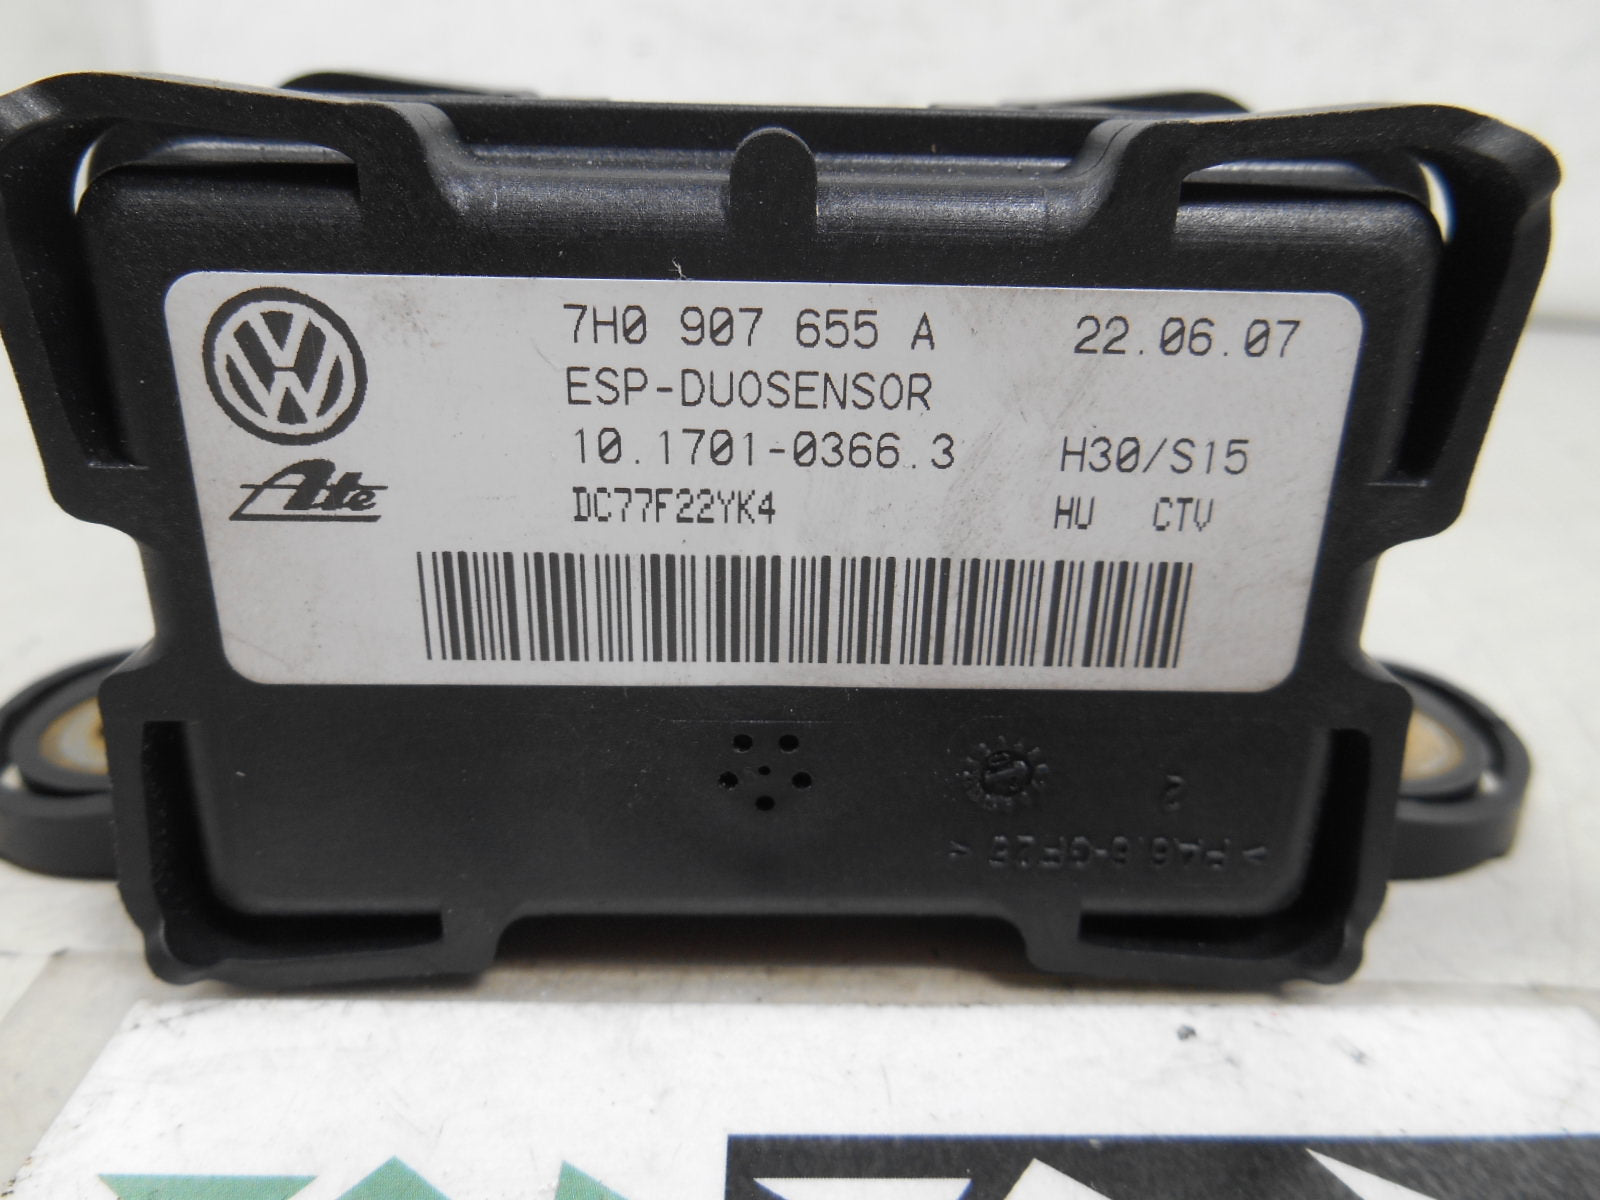 7H0 907 655 A 22.06.07
ESP-DUOSENSOR
10.1701-0366.3 H30/S15
Ate DC77F22YK4 HU CTV